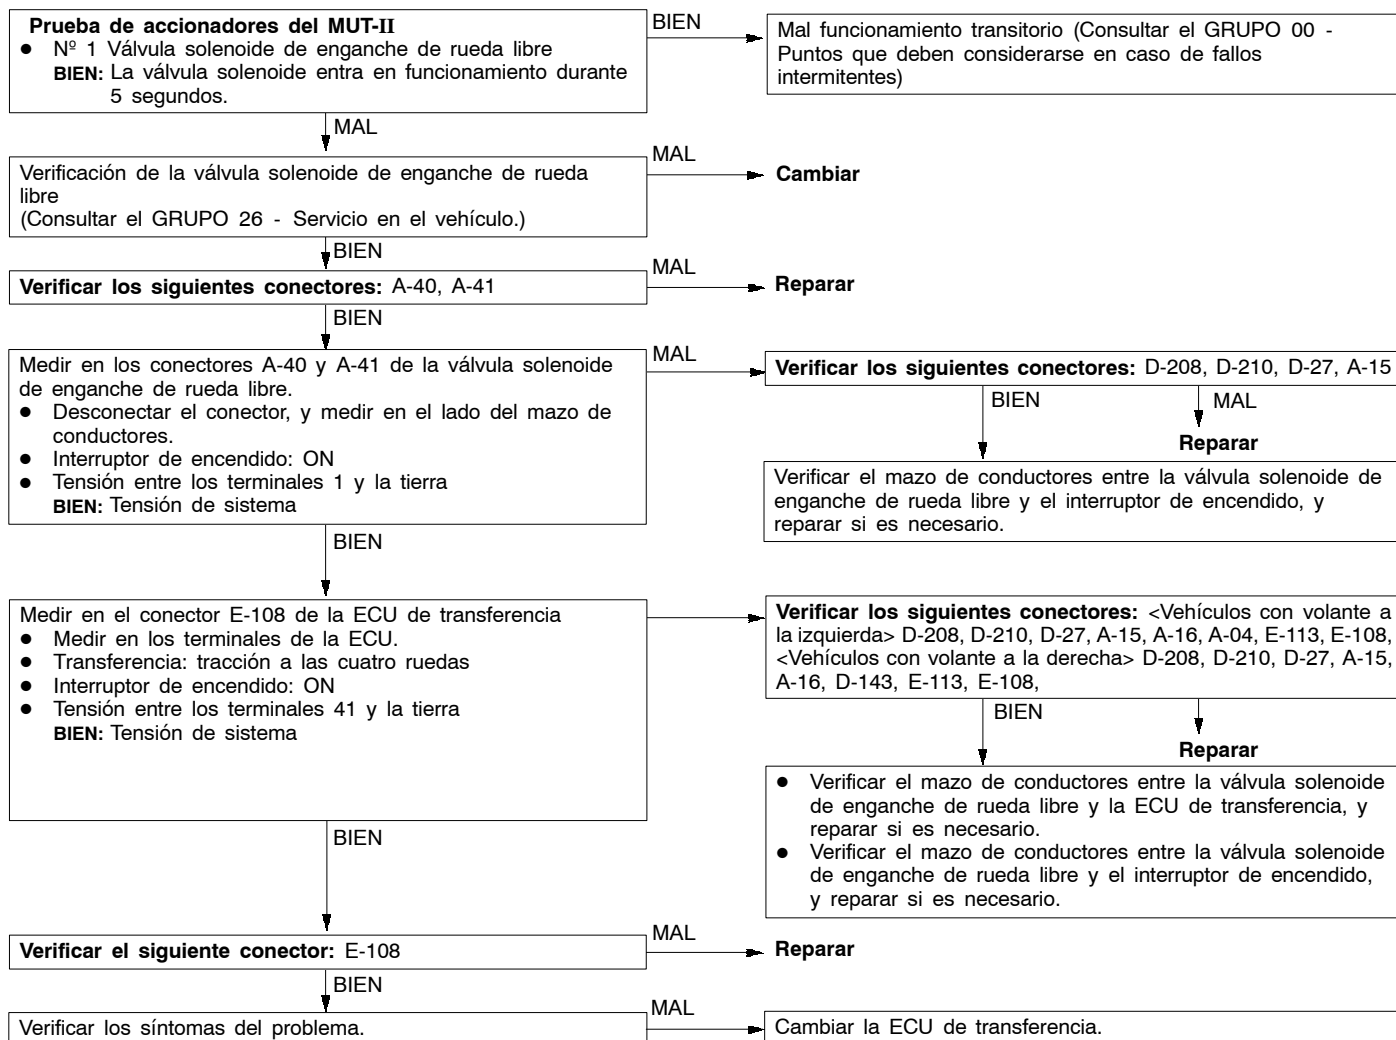 Prueba de accionadores del MUT-II
● Nº 1 Válvula solenoide de enganche de rueda libre
BIEN: La válvula solenoide entra en funcionamiento durante
5 segundos.
BIEN
Mal funcionamiento transitorio (Consultar el GRUPO 00 -
Puntos que deben considerarse en caso de fallos
intermitentes)
MAL
Verificación de la válvula solenoide de enganche de rueda
libre
(Consultar el GRUPO 26 - Servicio en el vehículo.)
MAL
Cambiar
BIEN
Verificar los siguientes conectores: A-40, A-41
MAL
Reparar
BIEN
Medir en los conectores A-40 y A-41 de la válvula solenoide
de enganche de rueda libre.
● Desconectar el conector, y medir en el lado del mazo de
conductores.
● Interruptor de encendido: ON
● Tensión entre los terminales 1 y la tierra
BIEN: Tensión de sistema
MAL
Verificar los siguientes conectores: D-208, D-210, D-27, A-15
BIEN
MAL
Reparar
Verificar el mazo de conductores entre la válvula solenoide de
enganche de rueda libre y el interruptor de encendido, y
reparar si es necesario.
BIEN
Medir en el conector E-108 de la ECU de transferencia
● Medir en los terminales de la ECU.
● Transferencia: tracción a las cuatro ruedas
● Interruptor de encendido: ON
● Tensión entre los terminales 41 y la tierra
BIEN: Tensión de sistema
Verificar los siguientes conectores: <Vehículos con volante a
la izquierda> D-208, D-210, D-27, A-15, A-16, A-04, E-113, E-108,
<Vehículos con volante a la derecha> D-208, D-210, D-27, A-15,
A-16, D-143, E-113, E-108,
BIEN
Reparar
● Verificar el mazo de conductores entre la válvula solenoide
de enganche de rueda libre y la ECU de transferencia, y
reparar si es necesario.
● Verificar el mazo de conductores entre la válvula solenoide
de enganche de rueda libre y el interruptor de encendido,
y reparar si es necesario.
BIEN
Verificar el siguiente conector: E-108
MAL
Reparar
BIEN
Verificar los síntomas del problema.
MAL
Cambiar la ECU de transferencia.